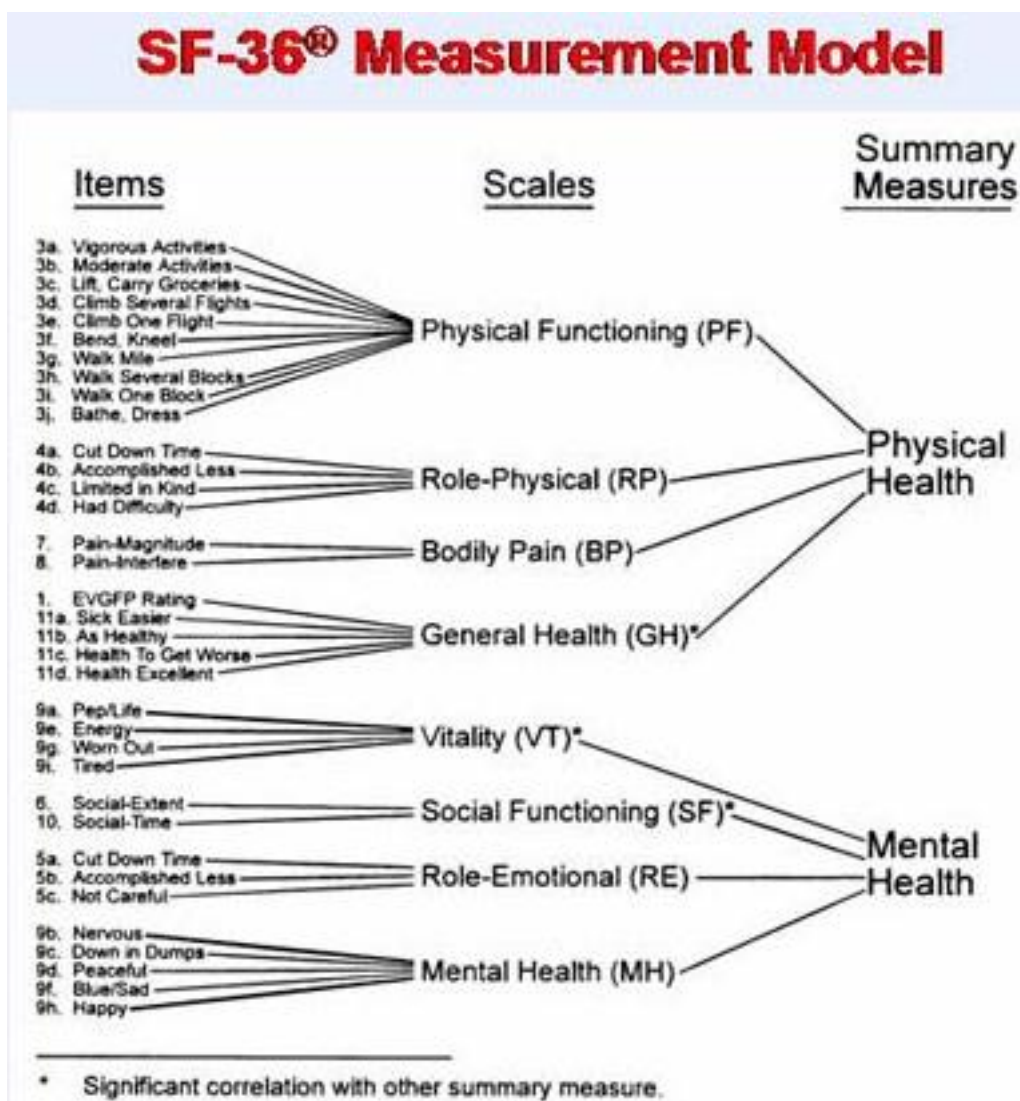 SF-36® Measurement Model
Items
Scales
Summary
Measures
3a. Vigorous Activities
3b. Moderate Activities
3c. Lift, Carry Groceries
3d. Climb Several Flights
3e. Climb One Flight
3f. Bend, Kneel
3g. Walk Mile
3h. Walk Several Blocks
3i. Walk One Block
3j. Bathe, Dress
Physical Functioning (PF)
4a. Cut Down Time
4b. Accomplished Less
4c. Limited in Kind
4d. Had Difficulty
Role-Physical (RP)
7. Pain-Magnitude
8. Pain-Interfere
Bodily Pain (BP)
1. EVGFP Rating
11a. Sick Easier
11b. As Healthy
11c. Health To Get Worse
11d. Health Excellent
General Health (GH)*
Physical
Health
9a. Pep/Life
9e. Energy
9g. Worn Out
9i. Tired
Vitality (VT)*
6. Social-Extent
10. Social-Time
Social Functioning (SF)*
5a. Cut Down Time
5b. Accomplished Less
5c. Not Careful
Role-Emotional (RE)
9b. Nervous
9c. Down in Dumps
9d. Peaceful
9f. Blue/Sad
9h. Happy
Mental Health (MH)
Mental
Health
* Significant correlation with other summary measure.